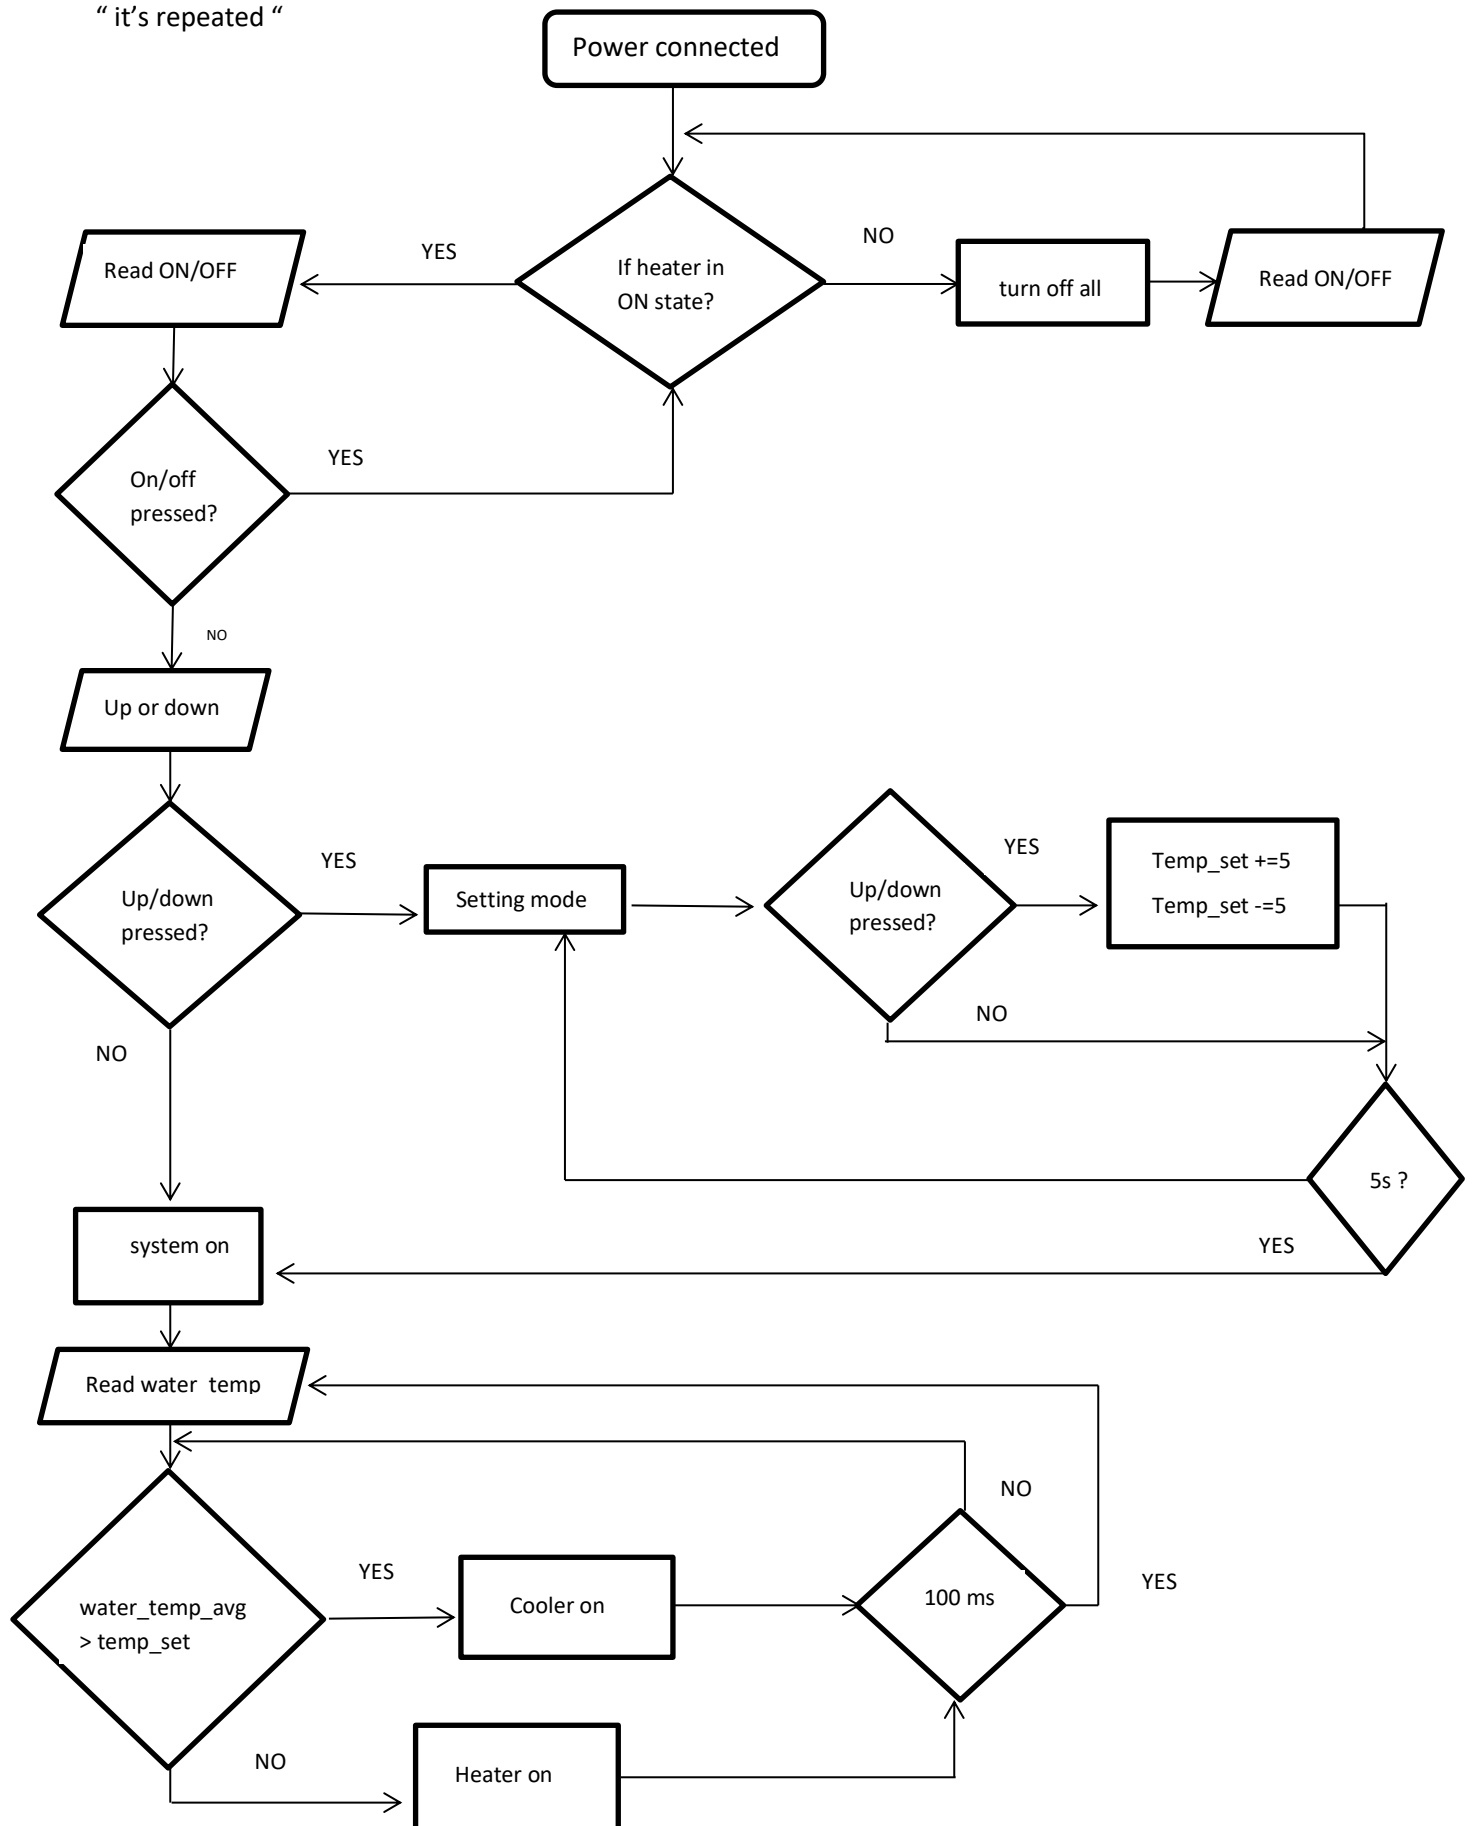 “ it’s repeated “
Power connected
NO
YES
If heater in
ON state?
Read ON/OFF
turn off all
Read ON/OFF
YES
On/off
pressed?
NO
Up or down
YES
YES
Up/down
pressed?
Setting mode
Up/down
pressed?
Temp_set +=5
Temp_set -=5
NO
NO
5s ?
system on
YES
Read water_temp
NO
YES
YES
water_temp_avg
> temp_set
Cooler on
100 ms
NO
Heater on